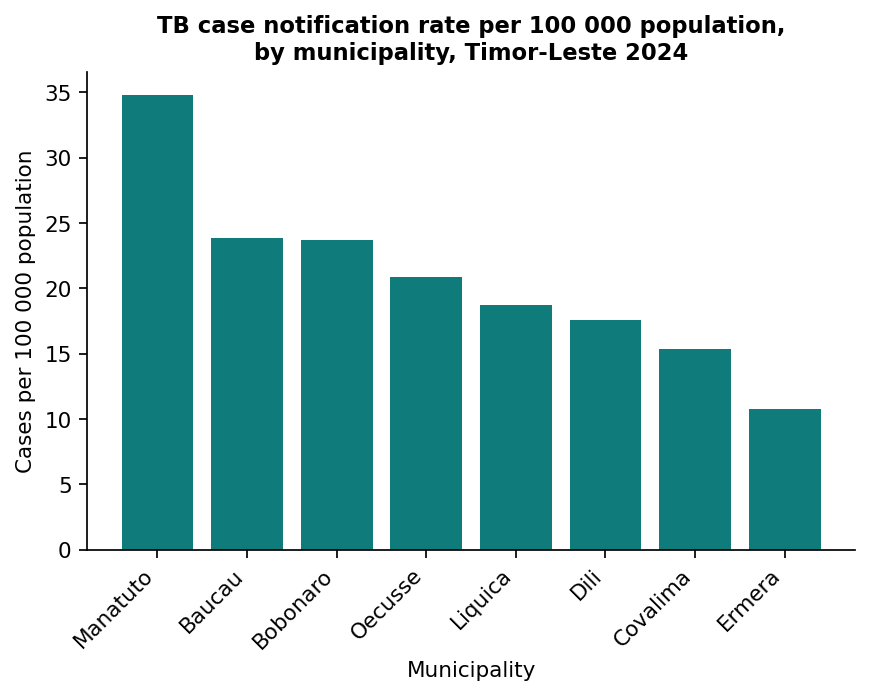 TB case notification rate per 100 000 population,
by municipality, Timor-Leste 2024
Cases per 100 000 population
35
30
25
20
15
10
5
0
Manatuto
Baucau
Bobonaro
Oecusse
Liquica
Dili
Covalima
Ermera
Municipality